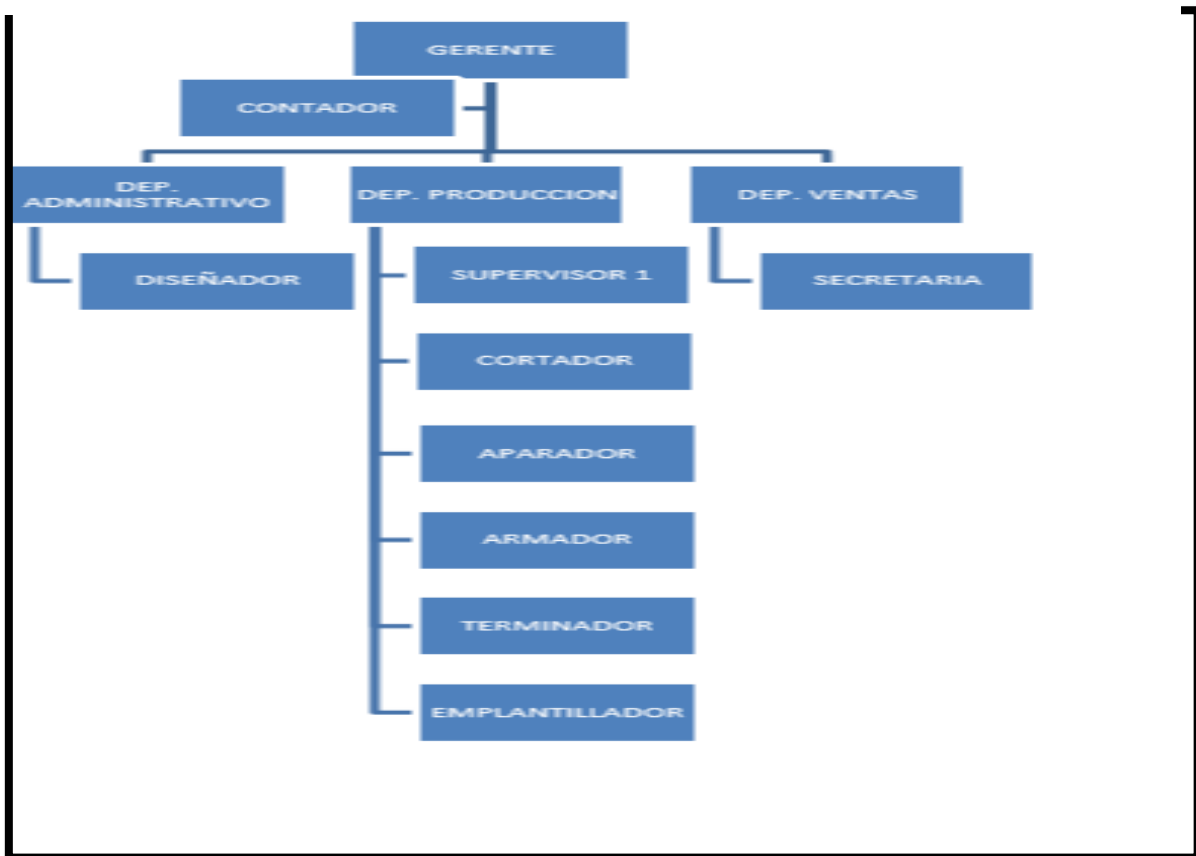 GERENTE
CONTADOR
DEP.
ADMINISTRATIVO
DEP. PRODUCCION
DEP. VENTAS
DISEÑADOR
SUPERVISOR 1
SECRETARIA
CORTADOR
APARADOR
ARMADOR
TERMINADOR
EMPLANTILLADOR